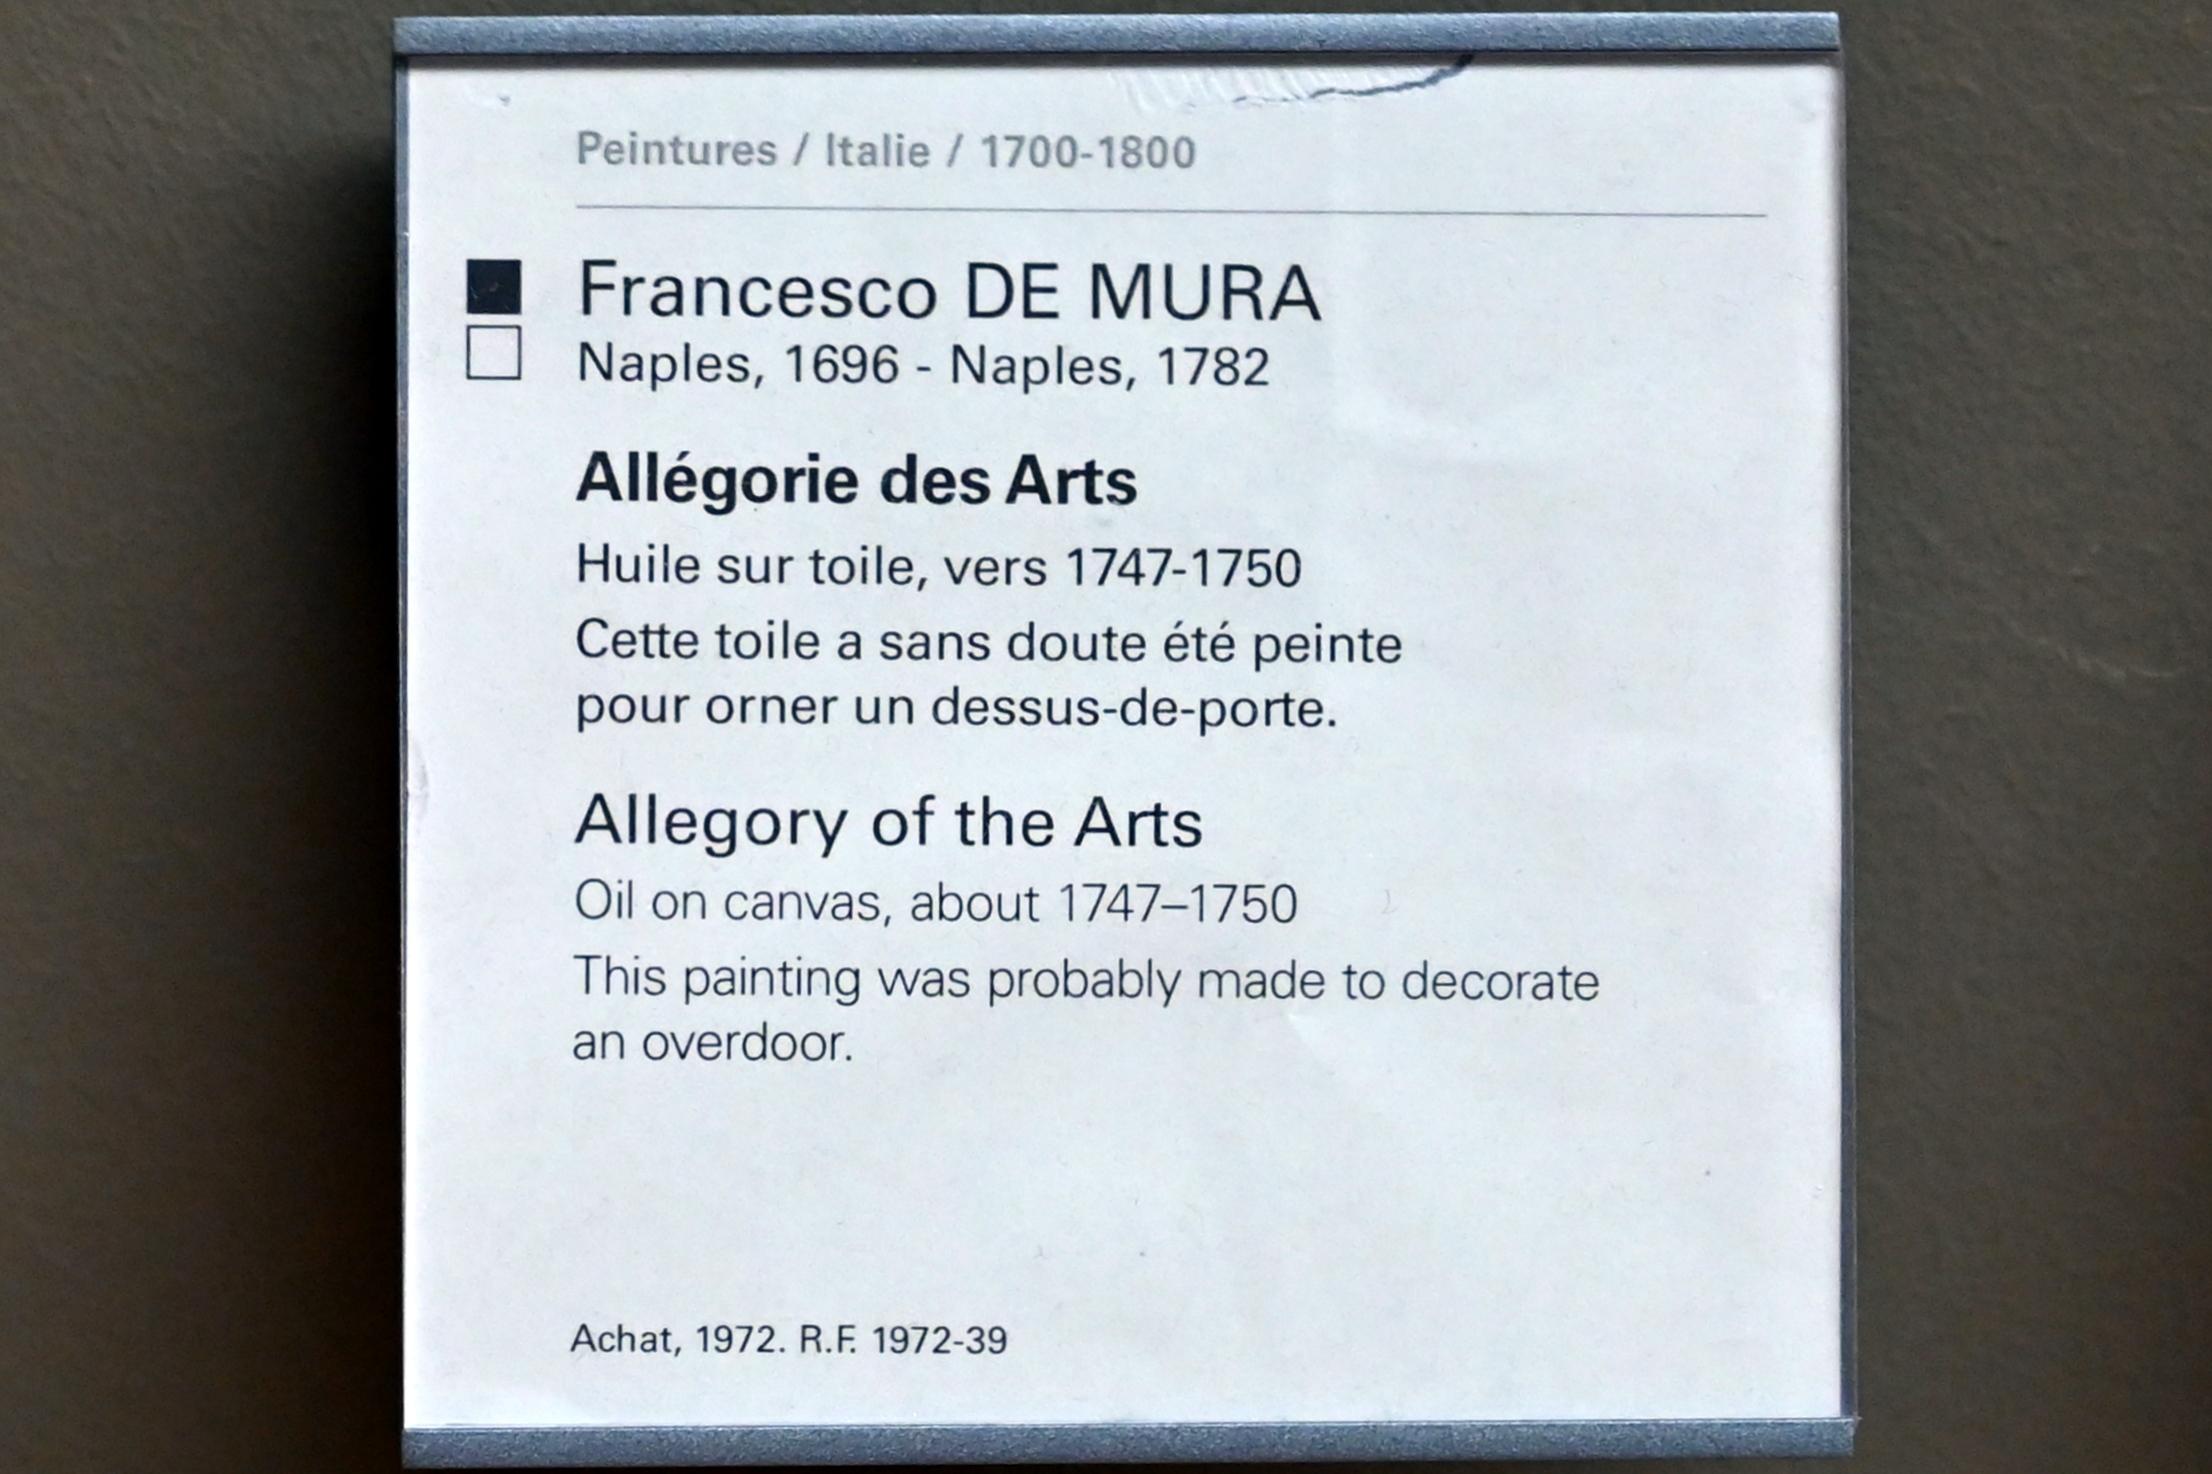 Peintures / Italie / 1700-1800
Francesco DE MURA
Naples, 1696 - Naples, 1782
Allégorie des Arts
Huile sur toile, vers 1747-1750
Cette toile a sans doute été peinte
pour orner un dessus-de-porte.
Allegory of the Arts
Oil on canvas, about 1747–1750
This painting was probably made to decorate
an overdoor.
Achat, 1972. R.F. 1972-39